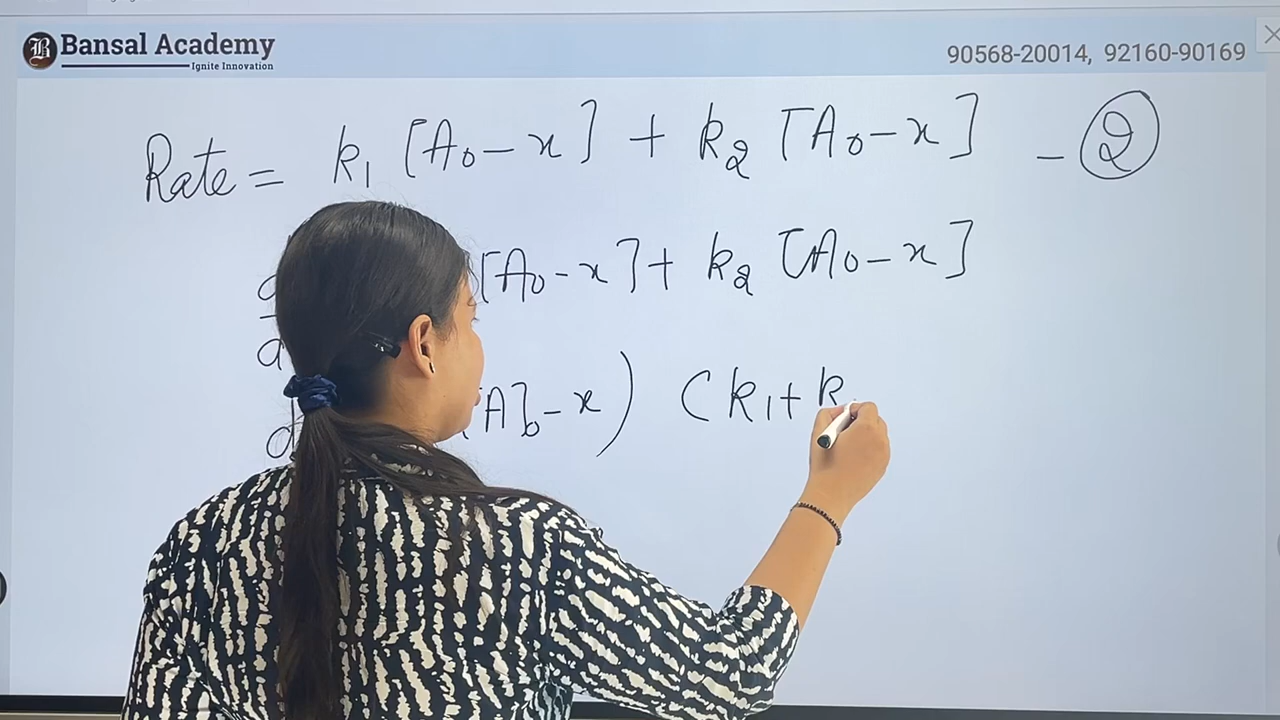 Bansal Academy
Ignite Innovation
90568-20014, 92160-90169
Rate = k₁ [A₀ - x] + k₂ [A₀ - x] - ②
[A₀ - x] + k₂ [A₀ - x]
[A]₀ - x) (k₁ + k